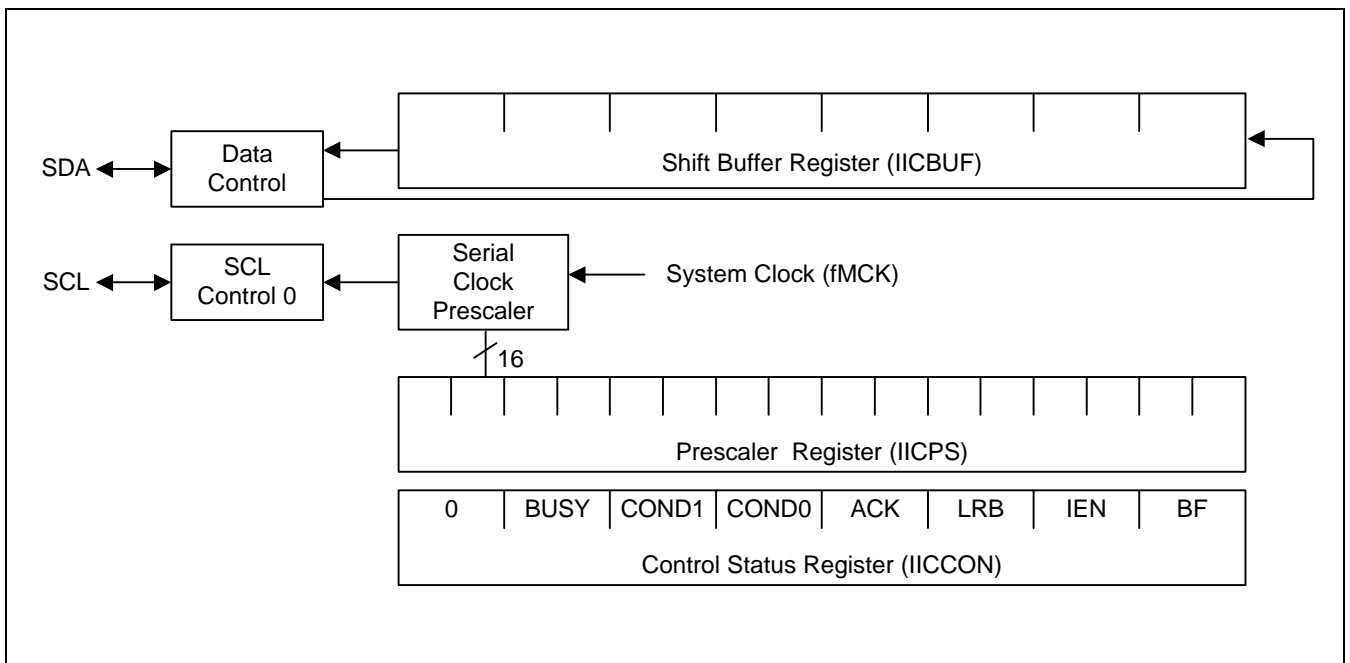 Shift Buffer Register (IICBUF)
SDA
Data
Control
SCL
SCL
Control 0
Serial
Clock
Prescaler
System Clock (fMCK)
16
Prescaler Register (IICPS)
0 BUSY COND1 COND0 ACK LRB IEN BF
Control Status Register (IICCON)